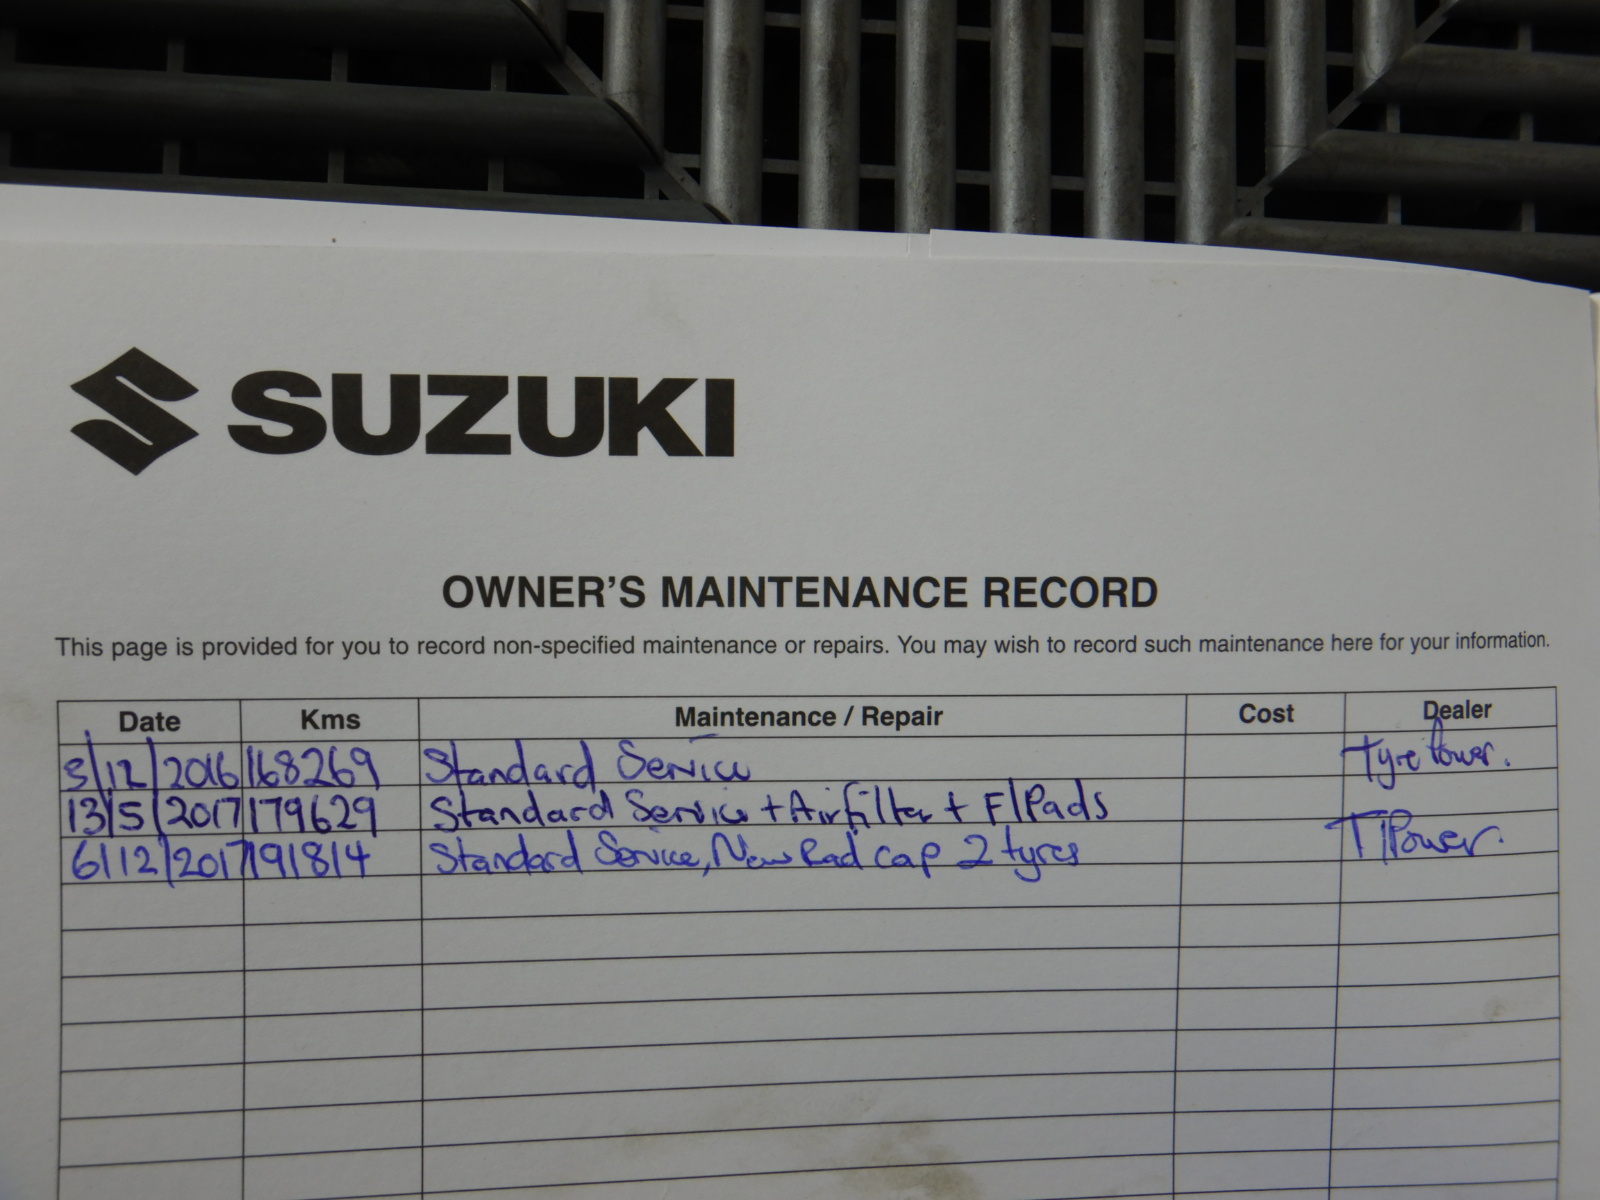 SUZUKI
OWNER'S MAINTENANCE RECORD
This page is provided for you to record non-specified maintenance or repairs. You may wish to record such maintenance here for your information.
Date Kms Maintenance / Repair Cost Dealer
5/12/2016 168269 Standard Service Tyre Power.
13/5/2017 179629 Standard Service + Air filter + F/Pads
6/12/2017 191814 Standard Service, New Rad cap 2 tyres T/Power.